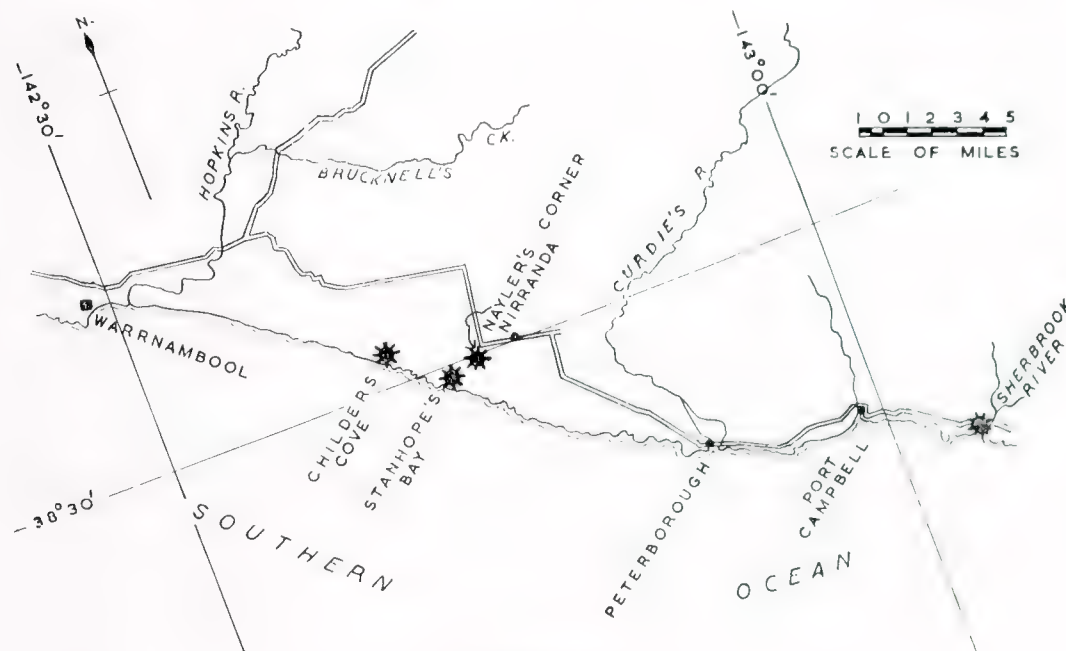 N.
142°30'
143°00'
HOPKINS R.
BRUCKNELL'S
CK.
1 0 1 2 3 4 5
SCALE OF MILES
NAYLER'S CORNER
NIRRANDA
CURDIE'S R.
WARRNAMBOOL
CHILDERS
COVE
STANHOPE'S
BAY
SHERBROOK
RIVER
PORT
CAMPBELL
PETERBOROUGH
38°30'
SOUTHERN
OCEAN